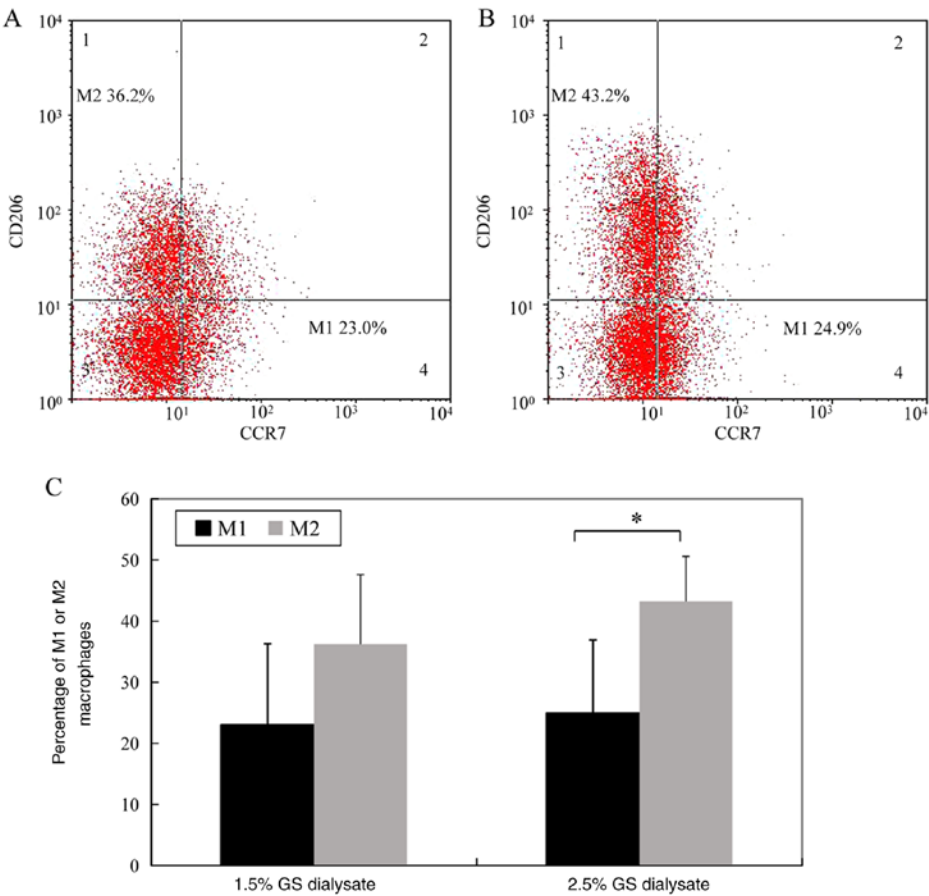 A
10⁴
10³
10²
10¹
10⁰
CD206
1
2
M2 36.2%
M1 23.0%
3
4
10¹
10²
10³
10⁴
CCR7
B
10⁴
10³
10²
10¹
10⁰
CD206
1
2
M2 43.2%
M1 24.9%
3
4
10¹
10²
10³
10⁴
CCR7
C
60
50
40
30
20
10
0
Percentage of M1 or M2
macrophages
M1 M2
*
1.5% GS dialysate
2.5% GS dialysate